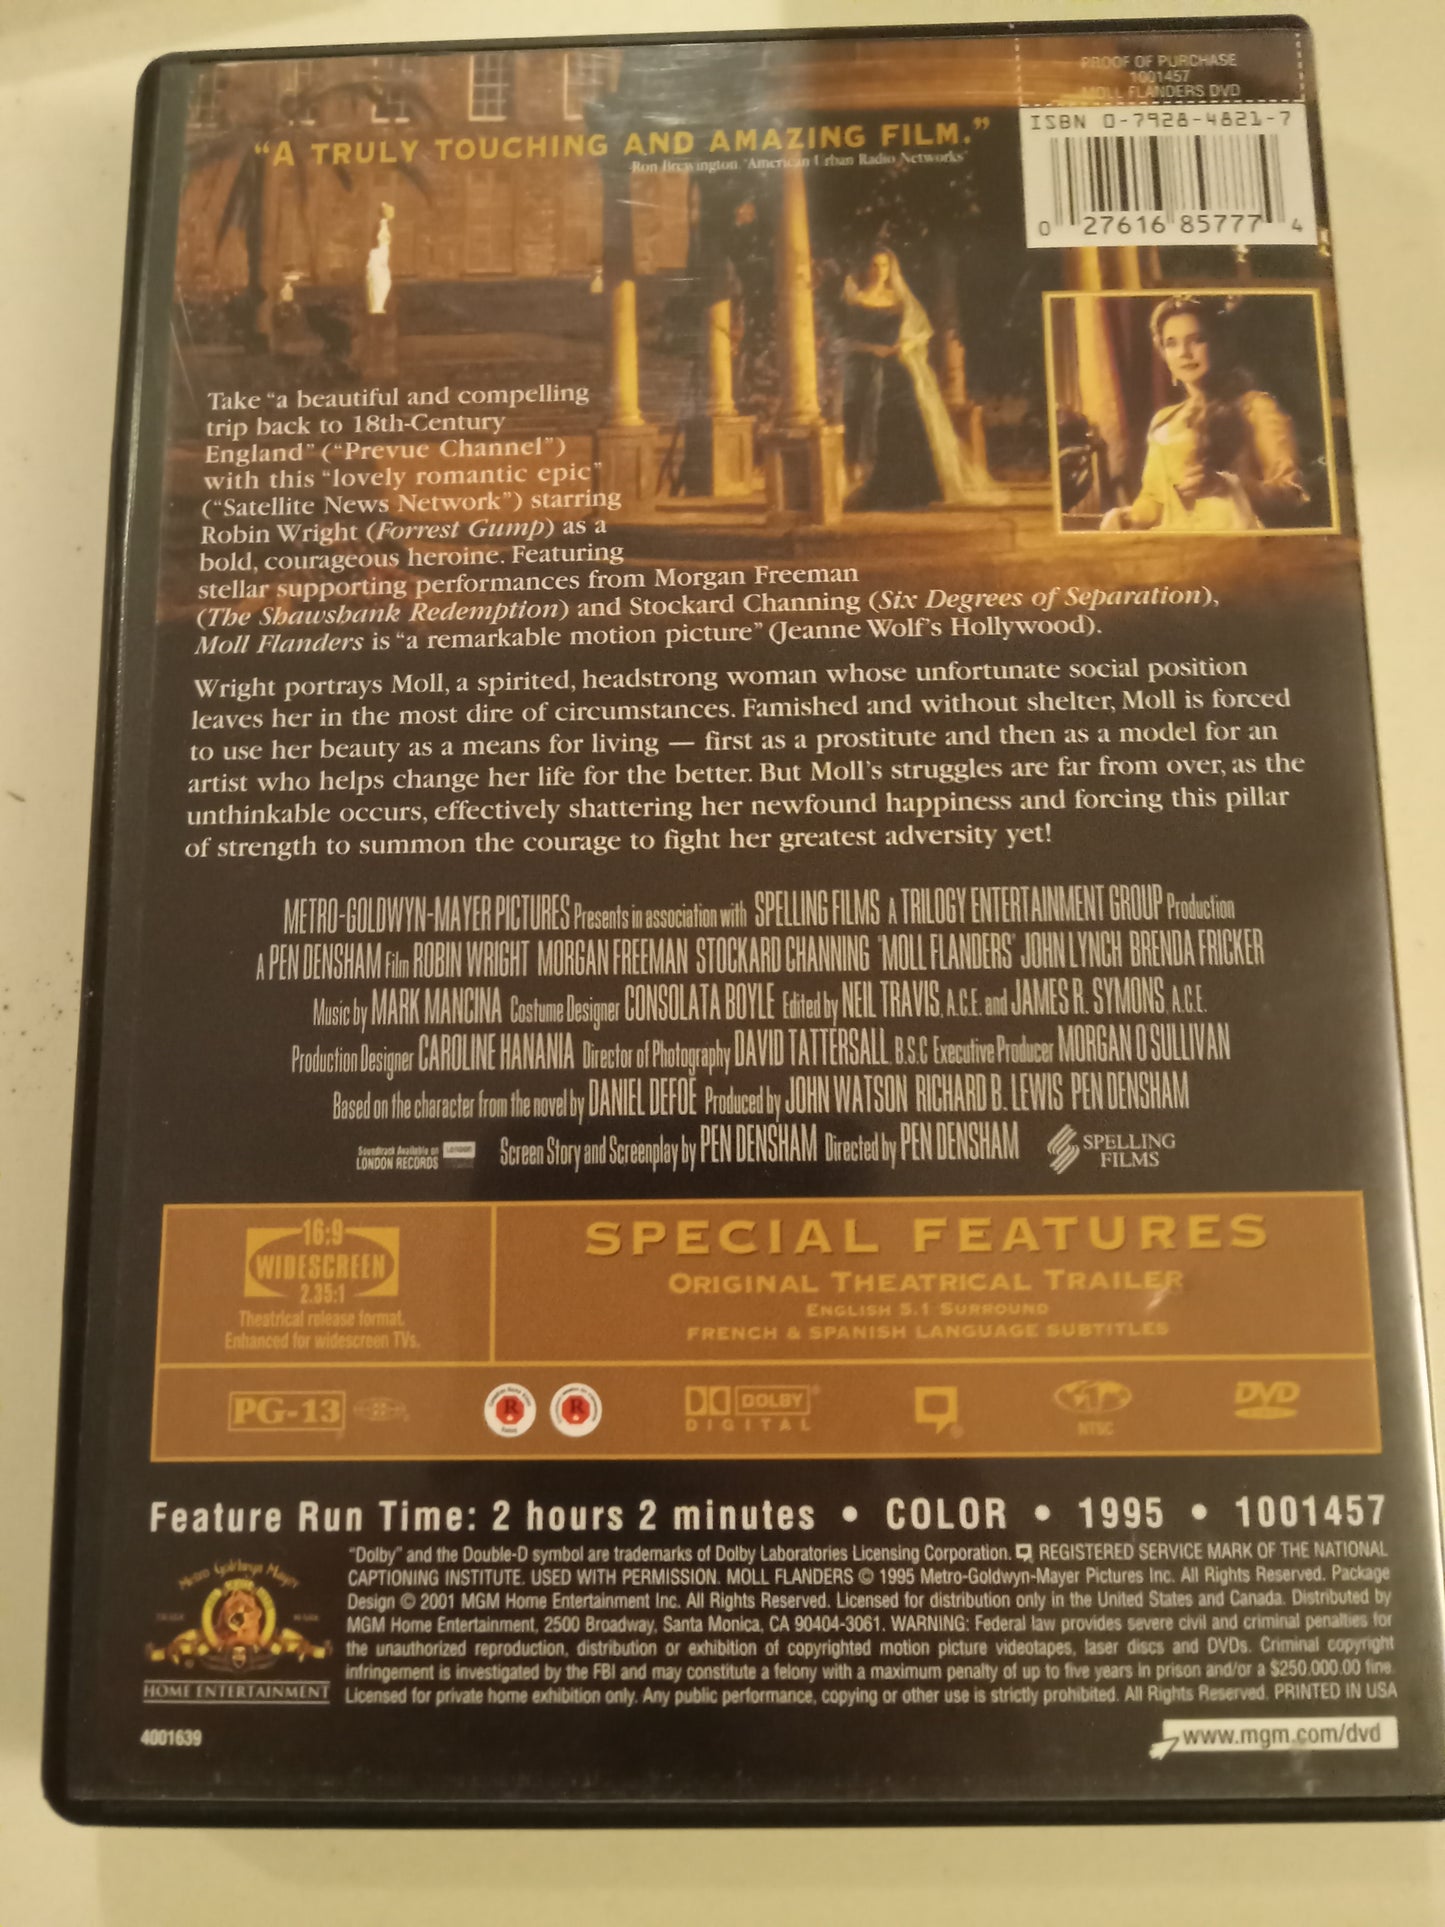 PROOF OF PURCHASE
1001457
MOLL FLANDERS DVD
ISBN 0-7928-4821-7
0 27616 85777 4
"A TRULY TOUCHING AND AMAZING FILM."
-Ron Brewington, "American Urban Radio Networks"
Take "a beautiful and compelling
trip back to 18th-Century
England" ("Prevue Channel")
with this "lovely romantic epic"
("Satellite News Network") starring
Robin Wright (Forrest Gump) as a
bold, courageous heroine. Featuring
stellar supporting performances from Morgan Freeman
(The Shawshank Redemption) and Stockard Channing (Six Degrees of Separation),
Moll Flanders is "a remarkable motion picture" (Jeanne Wolf's Hollywood).
Wright portrays Moll, a spirited, headstrong woman whose unfortunate social position
leaves her in the most dire of circumstances. Famished and without shelter, Moll is forced
to use her beauty as a means for living — first as a prostitute and then as a model for an
artist who helps change her life for the better. But Moll's struggles are far from over, as the
unthinkable occurs, effectively shattering her newfound happiness and forcing this pillar
of strength to summon the courage to fight her greatest adversity yet!
METRO-GOLDWYN-MAYER PICTURES Presents in association with SPELLING FILMS A TRILOGY ENTERTAINMENT GROUP Production
A PEN DENSHAM Film ROBIN WRIGHT MORGAN FREEMAN STOCKARD CHANNING "MOLL FLANDERS" JOHN LYNCH BRENDA FRICKER
Music by MARK MANCINA Costume Designer CONSOLATA BOYLE Edited by NEIL TRAVIS, A.C.E. and JAMES R. SYMONS, A.C.E.
Production Designer CAROLINE HANANIA Director of Photography DAVID TATTERSALL, B.S.C Executive Producer MORGAN O'SULLIVAN
Based on the character from the novel by DANIEL DEFOE Produced by JOHN WATSON RICHARD B. LEWIS PEN DENSHAM
Soundtrack Available on
LONDON RECORDS
London
Screen Story and Screenplay by PEN DENSHAM Directed by PEN DENSHAM
SPELLING
FILMS
16:9
WIDESCREEN
2.35:1
Theatrical release format.
Enhanced for widescreen TVs.
SPECIAL FEATURES
ORIGINAL THEATRICAL TRAILER
ENGLISH 5.1 SURROUND
FRENCH & SPANISH LANGUAGE SUBTITLES
PG-13
R
R
DOLBY
DIGITAL
NTSC
DVD
Feature Run Time: 2 hours 2 minutes • COLOR • 1995 • 1001457
"Dolby" and the Double-D symbol are trademarks of Dolby Laboratories Licensing Corporation. REGISTERED SERVICE MARK OF THE NATIONAL
CAPTIONING INSTITUTE. USED WITH PERMISSION. MOLL FLANDERS © 1995 Metro-Goldwyn-Mayer Pictures Inc. All Rights Reserved. Package
Design © 2001 MGM Home Entertainment Inc. All Rights Reserved. Licensed for distribution only in the United States and Canada. Distributed by
MGM Home Entertainment, 2500 Broadway, Santa Monica, CA 90404-3061. WARNING: Federal law provides severe civil and criminal penalties for
the unauthorized reproduction, distribution or exhibition of copyrighted motion picture videotapes, laser discs and DVDs. Criminal copyright
infringement is investigated by the FBI and may constitute a felony with a maximum penalty of up to five years in prison and/or a $250.000.00 fine.
Licensed for private home exhibition only. Any public performance, copying or other use is strictly prohibited. All Rights Reserved. PRINTED IN USA
Metro Goldwyn Mayer
HOME ENTERTAINMENT
4001639
www.mgm.com/dvd